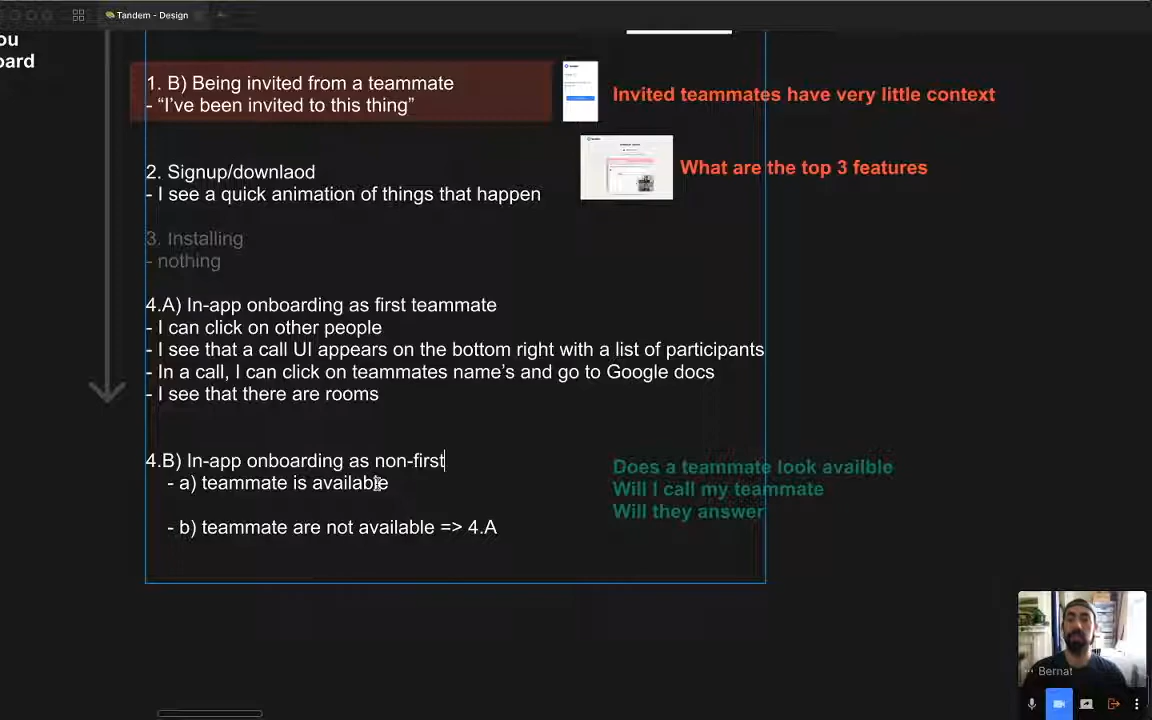 Tandem - Design
ou
oard
1. B) Being invited from a teammate
- “I’ve been invited to this thing”
Invited teammates have very little context
2. Signup/downlaod
- I see a quick animation of things that happen
What are the top 3 features
3. Installing
- nothing
4.A) In-app onboarding as first teammate
- I can click on other people
- I see that a call UI appears on the bottom right with a list of participants
- In a call, I can click on teammates name’s and go to Google docs
- I see that there are rooms
4.B) In-app onboarding as non-first
- a) teammate is available
- b) teammate are not available => 4.A
Does a teammate look availble
Will I call my teammate
Will they answer
Bernat